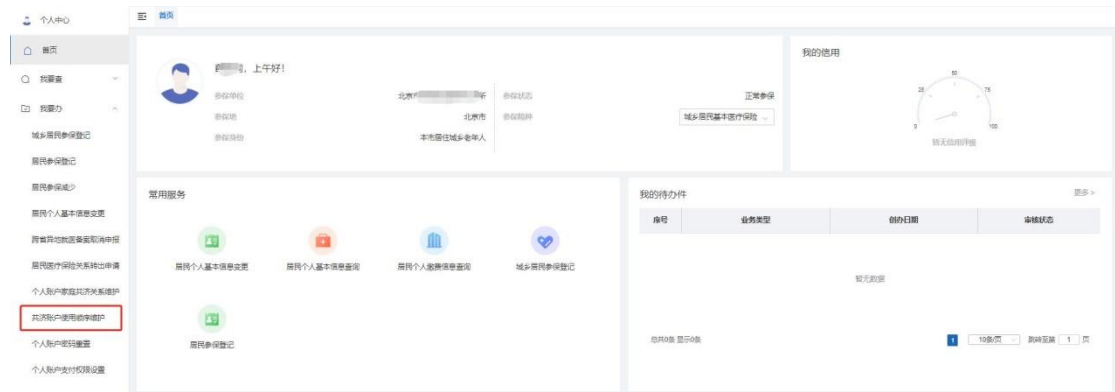 个人中心
首页
首页
我要查
我要办
城乡居民参保登记
居民参保登记
居民参保减少
居民个人基本信息变更
跨省异地就医备案取消申报
居民医疗保险关系转出申请
个人账户家庭共济关系维护
共济账户使用顺序维护
个人账户密码重置
个人账户支付权限设置
，上午好！
参保单位
北京市
所
参保状态
正常参保
参保地
北京市
参保险种
城乡居民基本医疗保险
参保身份
本市居住城乡老年人
我的信用
0
25
50
75
100
暂无信用评级
常用服务
居民个人基本信息变更
居民个人基本信息查询
居民个人缴费信息查询
城乡居民参保登记
居民参保登记
我的待办件
更多 >
序号 业务类型 创办日期 审核状态
暂无数据
总共0条 显示0条
1
10条/页
跳转至第 1 页